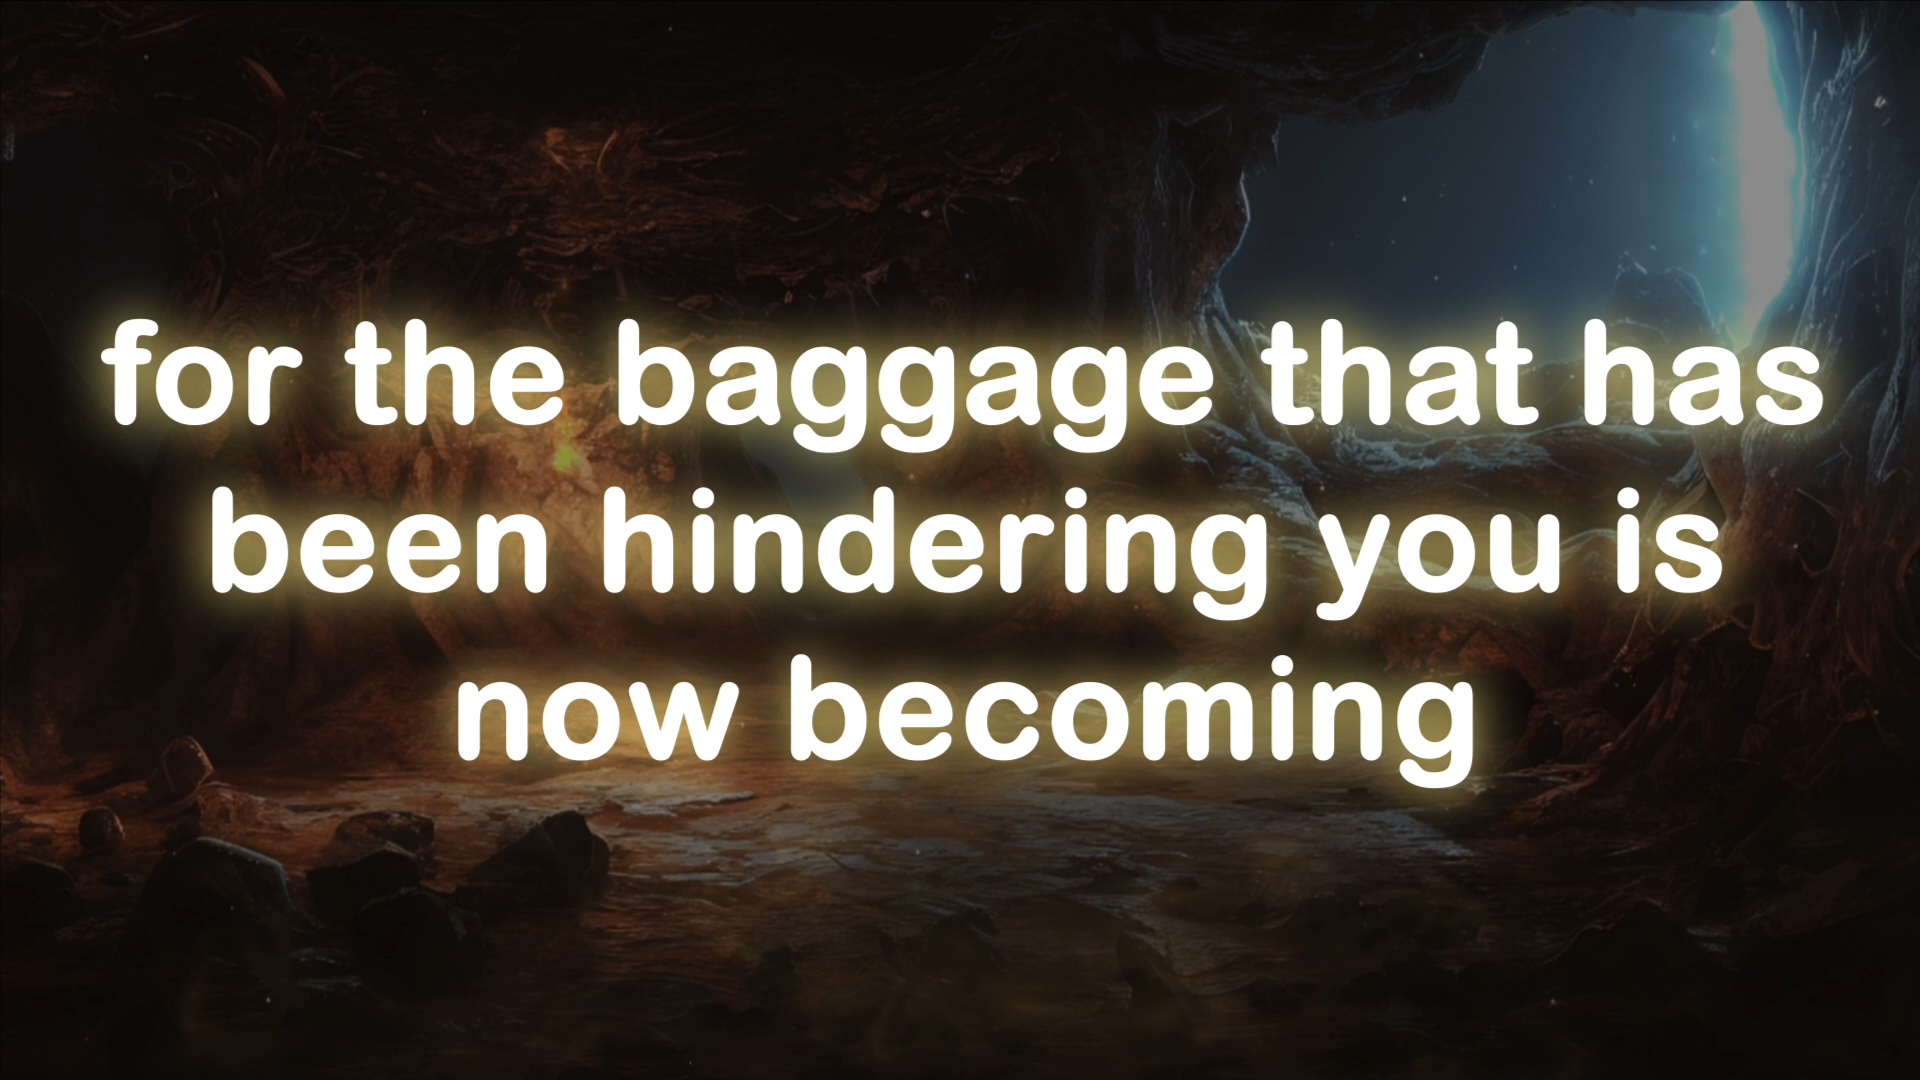 for the baggage that has
been hindering you is
now becoming